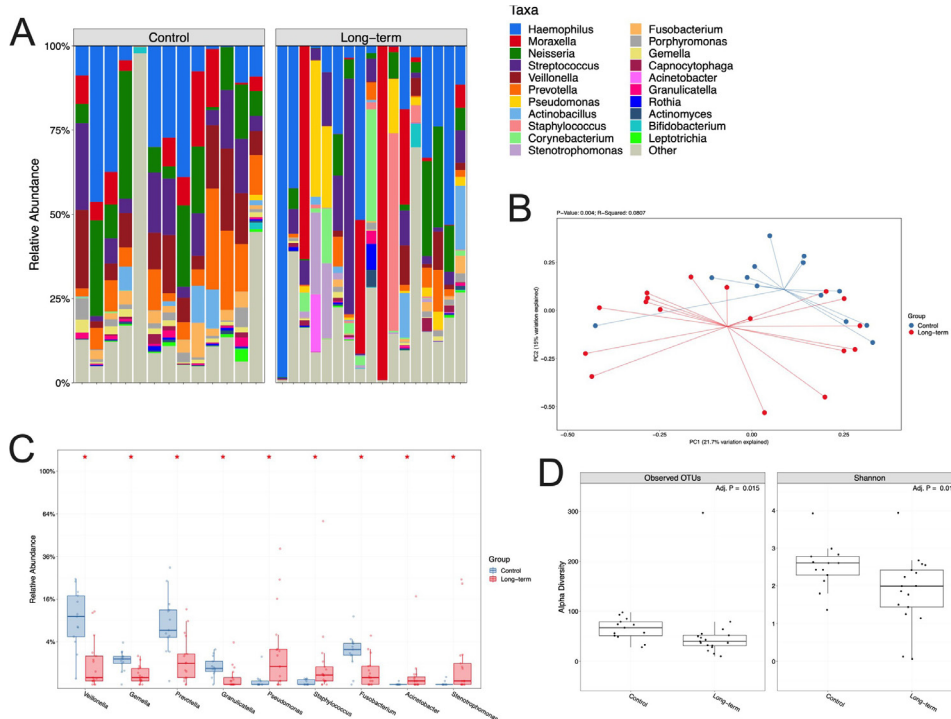 A
Control
Long-term
Relative Abundance
100%
75%
50%
25%
0%
Taxa
Haemophilus
Moraxella
Neisseria
Streptococcus
Veillonella
Prevotella
Pseudomonas
Actinobacillus
Staphylococcus
Corynebacterium
Stenotrophomonas
Fusobacterium
Porphyromonas
Gemella
Capnocytophaga
Acinetobacter
Granulicatella
Rothia
Actinomyces
Bifidobacterium
Leptotrichia
Other
B
P-Value: 0.004; R-Squared: 0.0807
PC2 (15% variation explained)
0.25
0.00
-0.25
-0.50
-0.50
-0.25
0.00
0.25
PC1 (21.7% variation explained)
Group
Control
Long-term
C
Relative Abundance
100%
64%
36%
16%
4%
* * * * * * * * *
Veillonella
Gemella
Prevotella
Granulicatella
Pseudomonas
Staphylococcus
Fusobacterium
Acinetobacter
Stenotrophomonas
Group
Control
Long-term
D
Observed OTUs
Adj. P = 0.015
Alpha Diversity
300
200
100
0
Control
Long-term
Shannon
Adj. P = 0.01
4
3
2
1
0
Control
Long-term